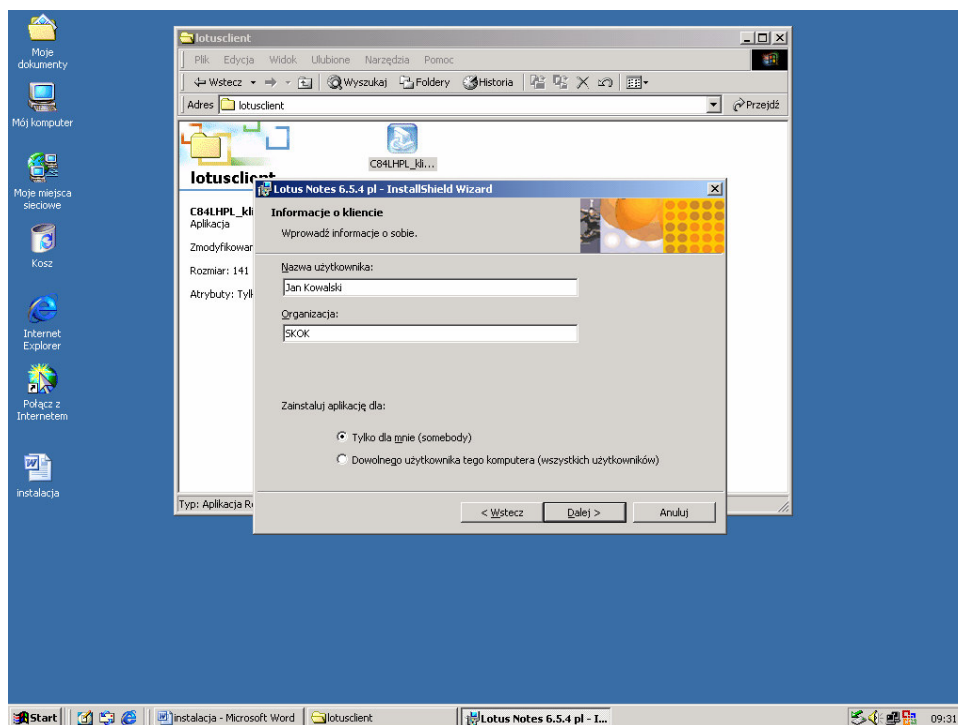 Moje
dokumenty
Mój komputer
Moje miejsca
sieciowe
Kosz
Internet
Explorer
Połącz z
Internetem
instalacja
lotusclient
Plik Edycja Widok Ulubione Narzędzia Pomoc
Wstecz Wyszukaj Foldery Historia
Adres lotusclient Przejdź
C84LHPL_kli...
lotusclient
C84LHPL_kli
Aplikacja
Zmodyfikowar
Rozmiar: 141
Atrybuty: Tyl
Typ: Aplikacja R
Lotus Notes 6.5.4 pl - InstallShield Wizard
Informacje o kliencie
Wprowadź informacje o sobie.
Nazwa użytkownika:
Jan Kowalski
Organizacja:
SKOK
Zainstaluj aplikację dla:
Tylko dla mnie (somebody)
Dowolnego użytkownika tego komputera (wszystkich użytkowników)
< Wstecz Dalej > Anuluj
Start instalacja - Microsoft Word lotusclient Lotus Notes 6.5.4 pl - I... 09:31